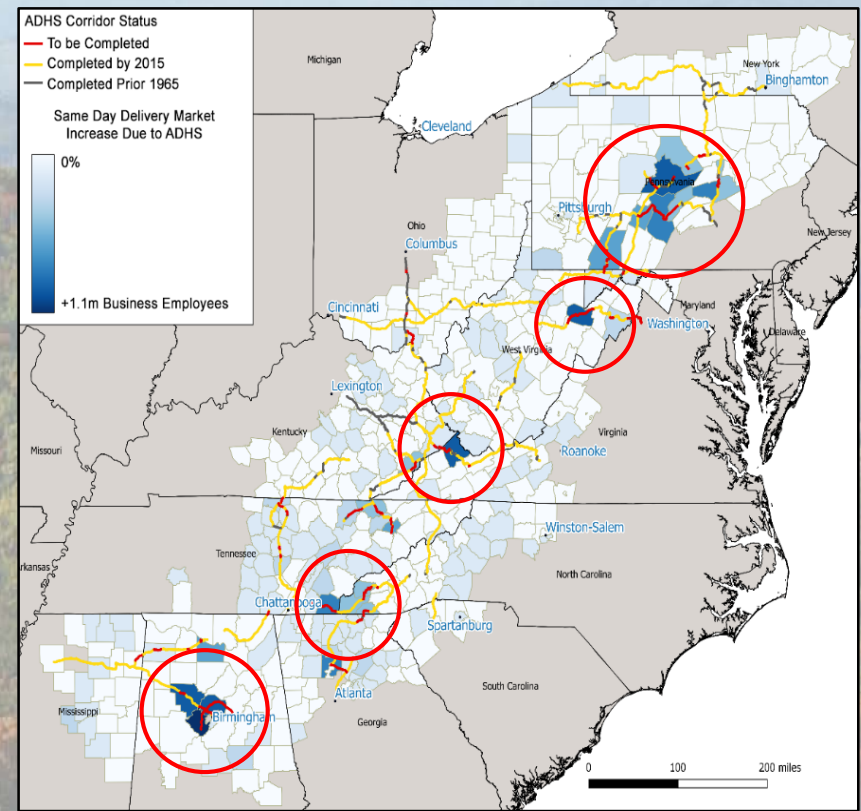 ADHS Corridor Status
To be Completed
Completed by 2015
Completed Prior 1965
Same Day Delivery Market
Increase Due to ADHS
0%
+1.1m Business Employees
Michigan
New York
Binghamton
Cleveland
Pennsylvania
Pittsburgh
New Jersey
Ohio
Columbus
Maryland
Cincinnati
Washington
Delaware
West Virginia
Lexington
Kentucky
Virginia
Missouri
Roanoke
Winston-Salem
Tennessee
North Carolina
Arkansas
Chattanooga
Spartanburg
South Carolina
Atlanta
Mississippi
Birmingham
Georgia
0 100 200 miles